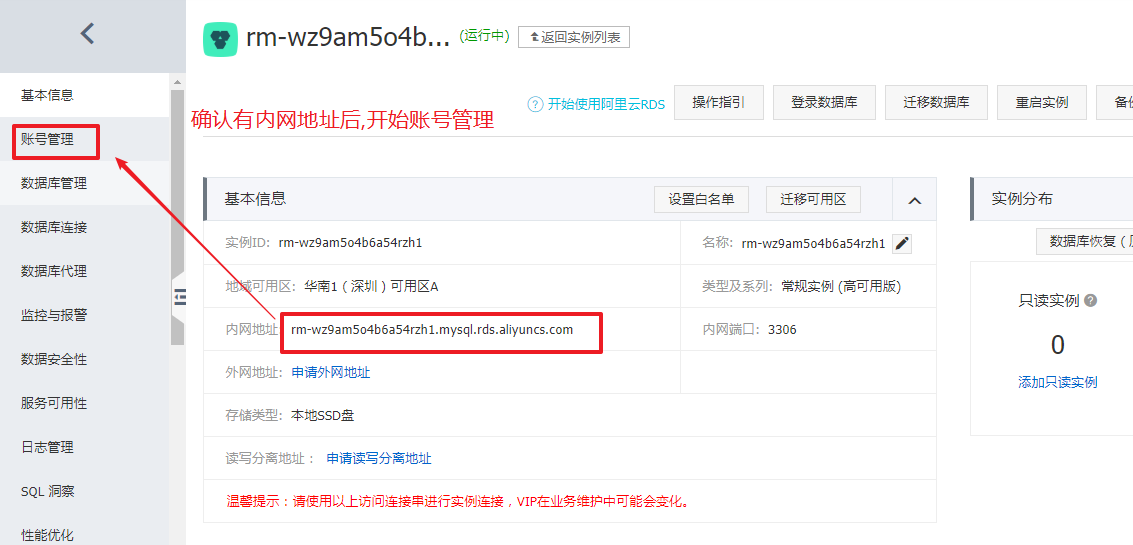 rm-wz9am5o4b... (运行中) 返回实例列表
基本信息
账号管理
数据库管理
数据库连接
数据库代理
监控与报警
数据安全性
服务可用性
日志管理
SQL 洞察
性能优化
确认有内网地址后,开始账号管理
? 开始使用阿里云RDS 操作指引 登录数据库 迁移数据库 重启实例 备份
基本信息 设置白名单 迁移可用区
实例ID: rm-wz9am5o4b6a54rzh1 名称: rm-wz9am5o4b6a54rzh1
地域可用区: 华南1 ( 深圳 ) 可用区A 类型及系列: 常规实例 (高可用版)
内网地址 rm-wz9am5o4b6a54rzh1.mysql.rds.aliyuncs.com 内网端口: 3306
外网地址: 申请外网地址
存储类型: 本地SSD盘
读写分离地址 : 申请读写分离地址
温馨提示：请使用以上访问连接串进行实例连接，VIP在业务维护中可能会变化。
实例分布
数据库恢复 (
只读实例 ?
0
添加只读实例